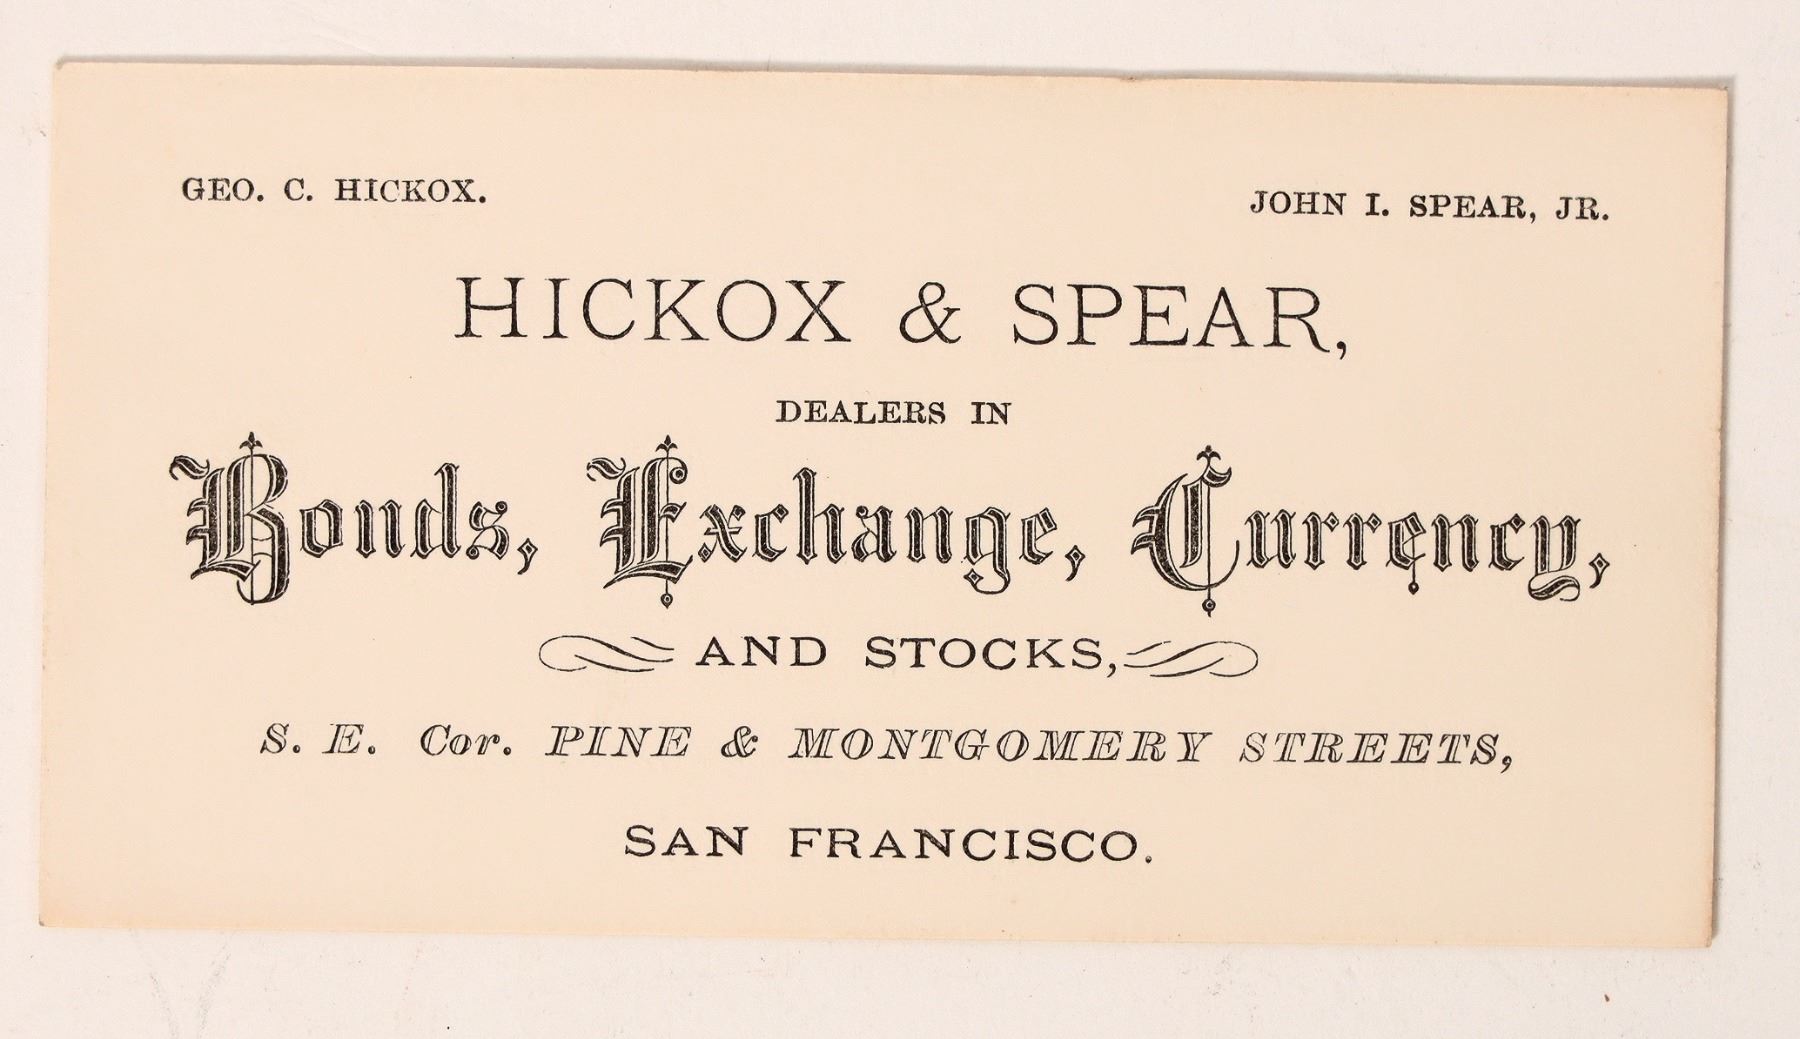 GEO. C. HICKOX. JOHN I. SPEAR, JR.
HICKOX & SPEAR,
DEALERS IN
Bonds, Exchange, Currency,
AND STOCKS,
S. E. Cor. PINE & MONTGOMERY STREETS,
SAN FRANCISCO.